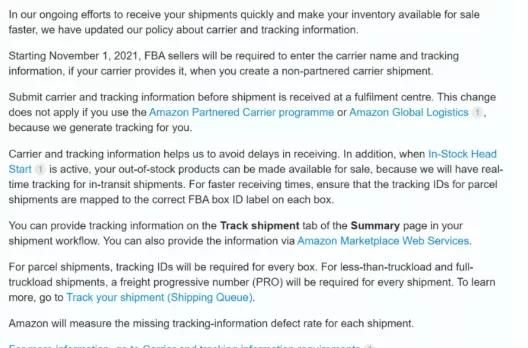 In our ongoing efforts to receive your shipments quickly and make your inventory available for sale
faster, we have updated our policy about carrier and tracking information.
Starting November 1, 2021, FBA sellers will be required to enter the carrier name and tracking
information, if your carrier provides it, when you create a non-partnered carrier shipment.
Submit carrier and tracking information before shipment is received at a fulfilment centre. This change
does not apply if you use the Amazon Partnered Carrier programme or Amazon Global Logistics 1,
because we generate tracking for you.
Carrier and tracking information helps us to avoid delays in receiving. In addition, when In-Stock Head
Start 1 is active, your out-of-stock products can be made available for sale, because we will have real-
time tracking for in-transit shipments. For faster receiving times, ensure that the tracking IDs for parcel
shipments are mapped to the correct FBA box ID label on each box.
You can provide tracking information on the Track shipment tab of the Summary page in your
shipment workflow. You can also provide the information via Amazon Marketplace Web Services.
For parcel shipments, tracking IDs will be required for every box. For less-than-truckload and full-
truckload shipments, a freight progressive number (PRO) will be required for every shipment. To learn
more, go to Track your shipment (Shipping Queue).
Amazon will measure the missing tracking-information defect rate for each shipment.
For more information, go to Carrier and tracking information requirements